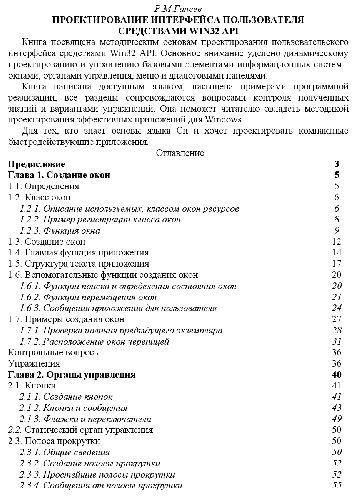 Р М Гилев
ПРОЕКТИРОВАНИЕ ИНТЕРФЕЙСА ПОЛЬЗОВАТЕЛЯ
СРЕДСТВАМИ WIN32 API
Книга посвящена методическим основам проектирования пользовательского
интерфейса средствами Win32 API. Основное внимание уделено динамическому
проектированию и управлению базовыми элементами информационных систем -
окнами, органами управления, меню и диалоговыми панелями.
Книга написана доступным языком, насыщена примерами программной
реализации, все разделы сопровождаются вопросами контроля полученных
знаний и вариантами упражнений. Она поможет читателю овладеть методикой
проектирования эффективных приложений для Windows.
Для тех, кто знает основы языка Си и хочет проектировать компактные
быстродействующие приложения.
Оглавление
Предисловие 3
Глава 1. Создание окон 5
1.1. Определения 5
1.2. Класс окон 6
1.2.1. Описание используемых классом окон ресурсов 6
1.2.2. Пример регистрации класса окон 8
1.2.3. Функция окна 9
1.3. Создание окон 12
1.4. Главная функция приложения 14
1.5. Структура текста приложения 17
1.6. Вспомогательные функции создания окон 20
1.6.1. Функции поиска и определения состояния окон 20
1.6.2. Функции перемещения окон 21
1.6.3. Сообщения приложения для пользователя 24
1.7. Примеры создания окон 27
1.7.1. Проверка наличия предыдущего экземпляра 28
1.7.2. Расположение окон черепицей 31
Контрольные вопросы 36
Упражнения 36
Глава 2. Органы управления 40
2.1. Кнопки 41
2.1.1. Создание кнопок 41
2.1.2. Кнопки и сообщения 43
2.1.3. Флажки и переключатели 49
2.2. Статический орган управления 50
2.3. Полоса прокрутки 50
2.3.1. Общие сведения 50
2.3.2. Создание полосы прокрутки 52
2.3.3. Простейшие полосы прокрутки 52
2.3.4. Сообщения от полосы прокрутки 55